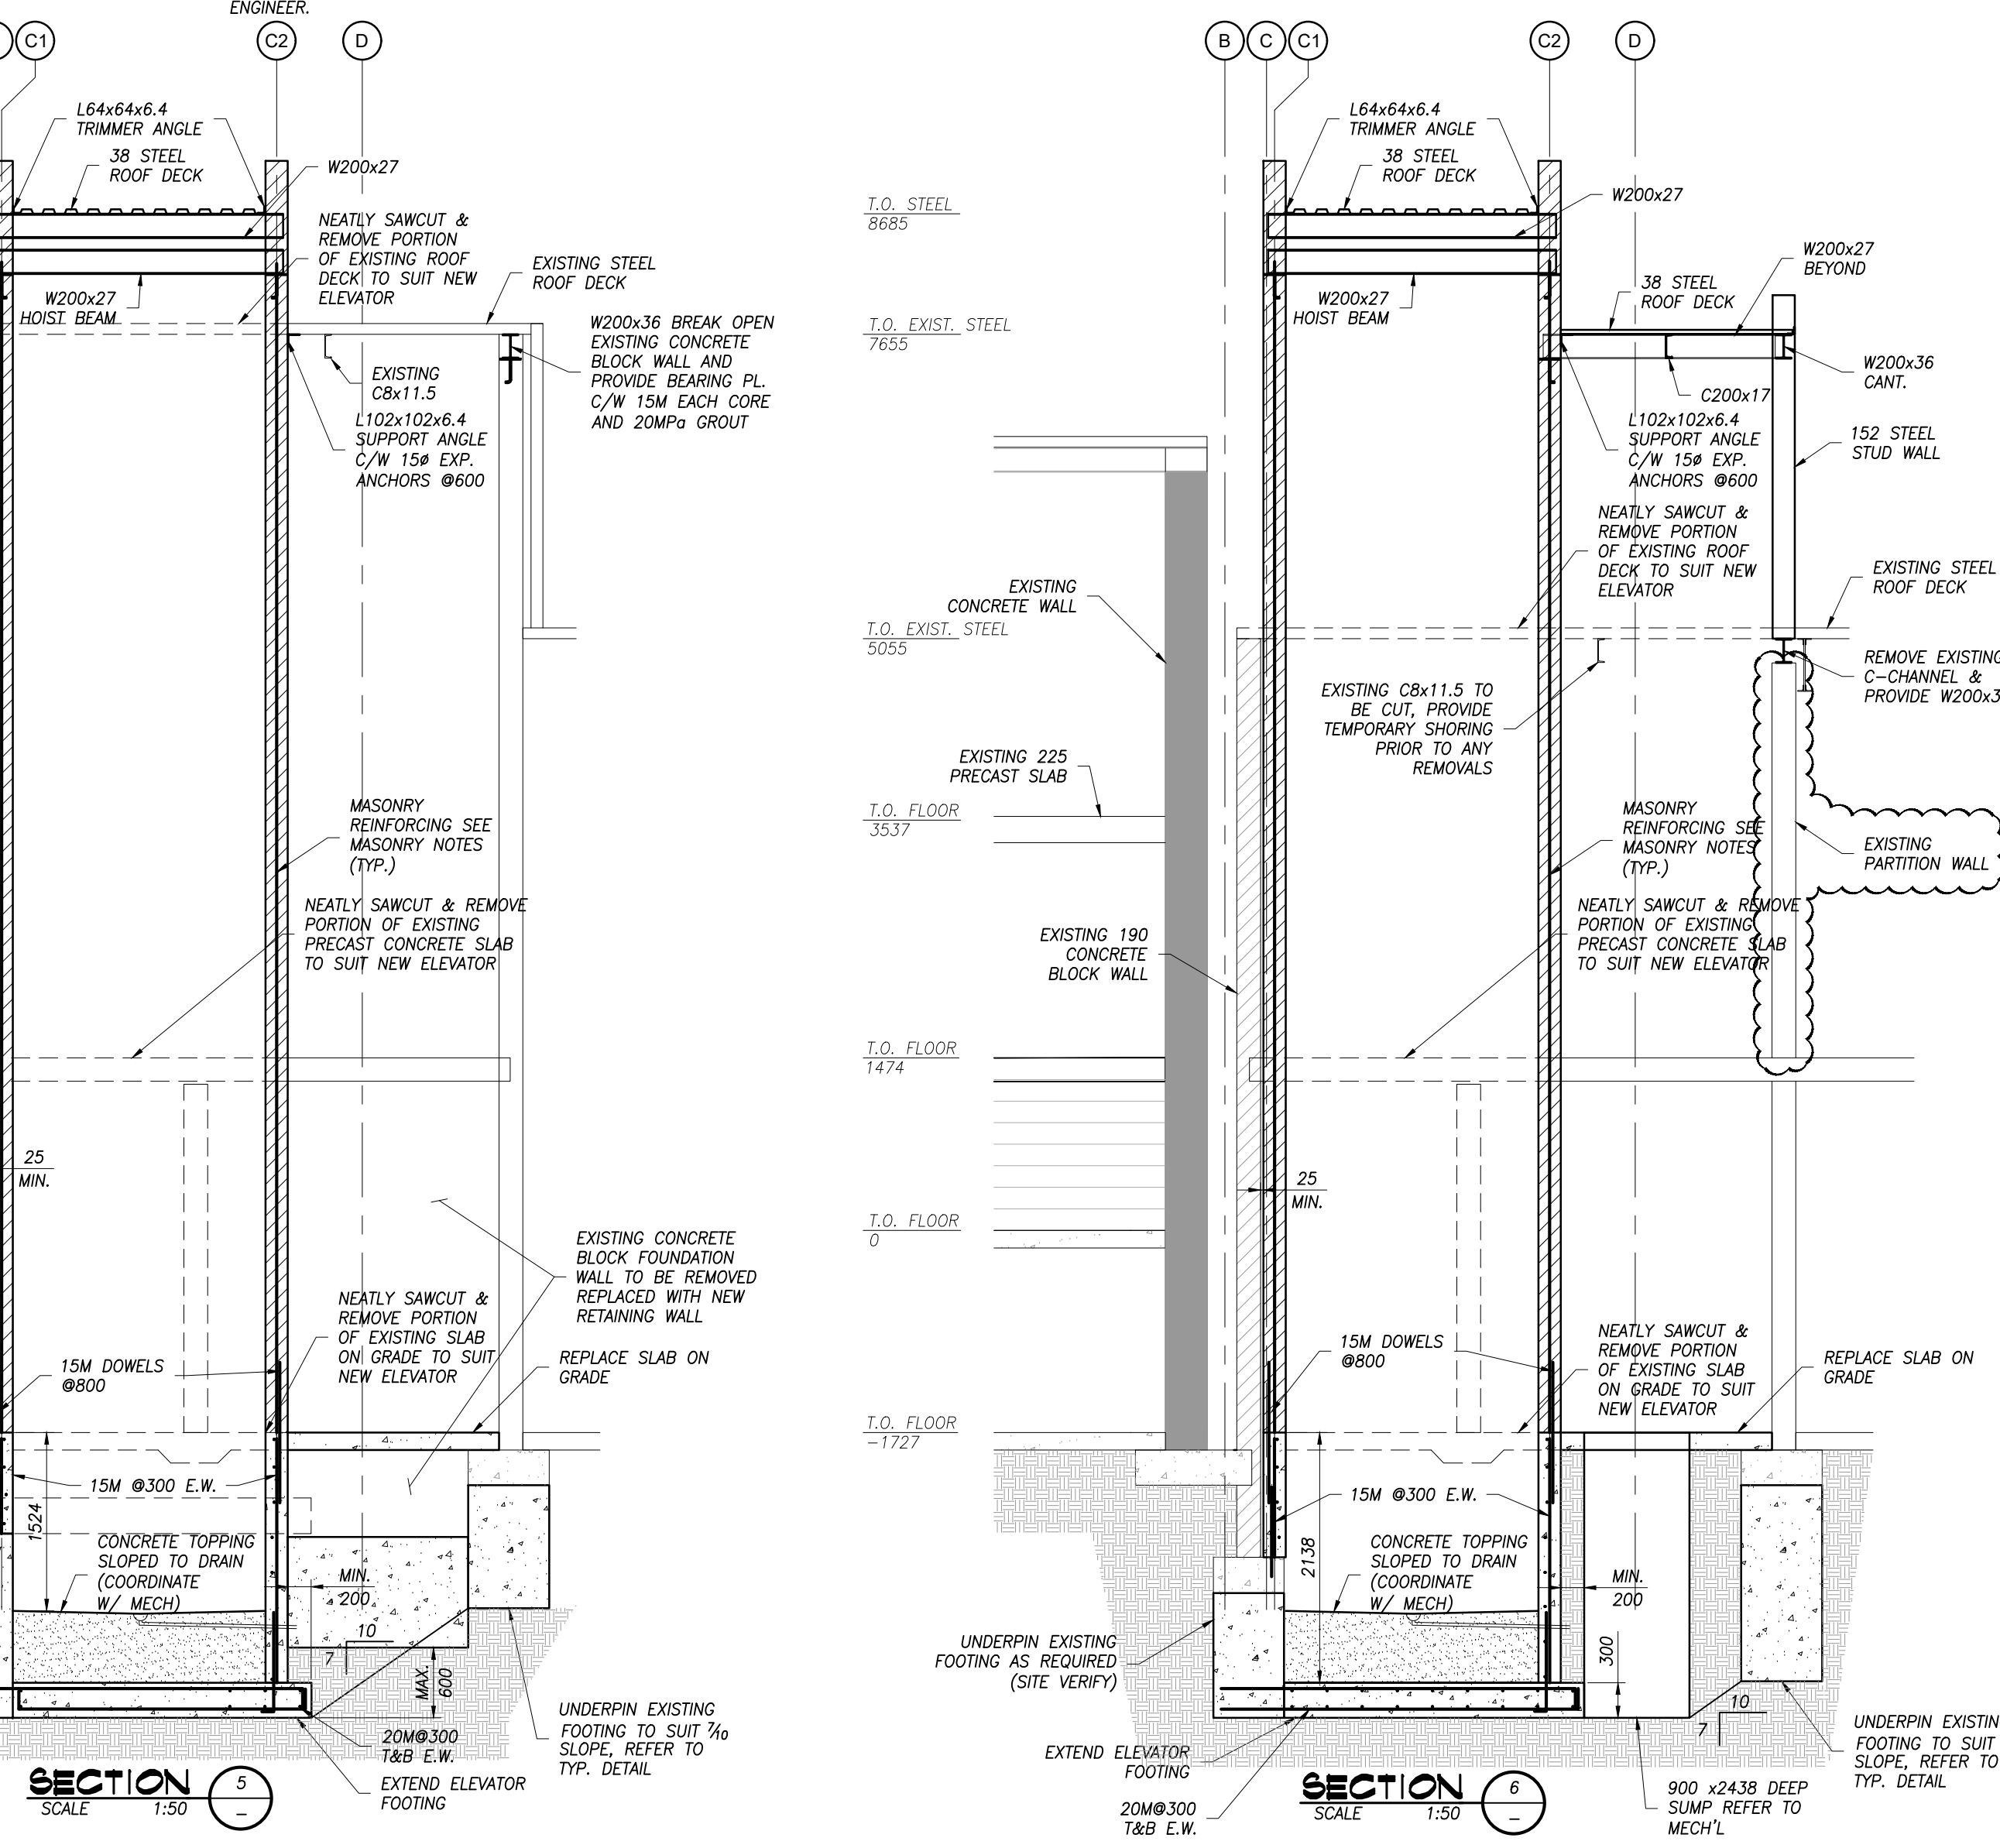 ENGINEER.
C1
C2
D
L64x64x6.4
TRIMMER ANGLE
38 STEEL
ROOF DECK
W200x27
NEATLY SAWCUT &
REMOVE PORTION
OF EXISTING ROOF
DECK TO SUIT NEW
ELEVATOR
W200x27
HOIST BEAM
EXISTING STEEL
ROOF DECK
W200x36 BREAK OPEN
EXISTING CONCRETE
BLOCK WALL AND
PROVIDE BEARING PL.
C/W 15M EACH CORE
AND 20MPa GROUT
EXISTING
C8x11.5
L102x102x6.4
SUPPORT ANGLE
C/W 15ø EXP.
ANCHORS @600
MASONRY
REINFORCING SEE
MASONRY NOTES
(TYP.)
NEATLY SAWCUT & REMOVE
PORTION OF EXISTING
PRECAST CONCRETE SLAB
TO SUIT NEW ELEVATOR
25
MIN.
EXISTING CONCRETE
BLOCK FOUNDATION
WALL TO BE REMOVED
REPLACED WITH NEW
RETAINING WALL
NEATLY SAWCUT &
REMOVE PORTION
OF EXISTING SLAB
ON GRADE TO SUIT
NEW ELEVATOR
15M DOWELS
@800
REPLACE SLAB ON
GRADE
15M @300 E.W.
1524
CONCRETE TOPPING
SLOPED TO DRAIN
(COORDINATE
W/ MECH)
MIN.
200
10
7
MAX.
600
UNDERPIN EXISTING
FOOTING TO SUIT 7/10
SLOPE, REFER TO
TYP. DETAIL
20M@300
T&B E.W.
EXTEND ELEVATOR
FOOTING
SECTION
SCALE 1:50
5
–
B
C
C1
C2
D
L64x64x6.4
TRIMMER ANGLE
38 STEEL
ROOF DECK
W200x27
T.O. STEEL
8685
W200x27
BEYOND
38 STEEL
ROOF DECK
W200x27
HOIST BEAM
T.O. EXIST. STEEL
7655
W200x36
CANT.
C200x17
L102x102x6.4
SUPPORT ANGLE
C/W 15ø EXP.
ANCHORS @600
152 STEEL
STUD WALL
NEATLY SAWCUT &
REMOVE PORTION
OF EXISTING ROOF
DECK TO SUIT NEW
ELEVATOR
EXISTING
CONCRETE WALL
EXISTING STEEL
ROOF DECK
T.O. EXIST. STEEL
5055
REMOVE EXISTING
C-CHANNEL &
PROVIDE W200x3
EXISTING C8x11.5 TO
BE CUT, PROVIDE
TEMPORARY SHORING
PRIOR TO ANY
REMOVALS
EXISTING 225
PRECAST SLAB
T.O. FLOOR
3537
MASONRY
REINFORCING SEE
MASONRY NOTES
(TYP.)
EXISTING
PARTITION WALL
NEATLY SAWCUT & REMOVE
PORTION OF EXISTING
PRECAST CONCRETE SLAB
TO SUIT NEW ELEVATOR
EXISTING 190
CONCRETE
BLOCK WALL
T.O. FLOOR
1474
25
MIN.
T.O. FLOOR
0
NEATLY SAWCUT &
REMOVE PORTION
OF EXISTING SLAB
ON GRADE TO SUIT
NEW ELEVATOR
15M DOWELS
@800
REPLACE SLAB ON
GRADE
T.O. FLOOR
-1727
15M @300 E.W.
2138
CONCRETE TOPPING
SLOPED TO DRAIN
(COORDINATE
W/ MECH)
MIN.
200
300
UNDERPIN EXISTING
FOOTING AS REQUIRED
(SITE VERIFY)
10
7
UNDERPIN EXISTIN
FOOTING TO SUIT
SLOPE, REFER TO
TYP. DETAIL
EXTEND ELEVATOR
FOOTING
20M@300
T&B E.W.
900 x2438 DEEP
SUMP REFER TO
MECH'L
SECTION
SCALE 1:50
6
–